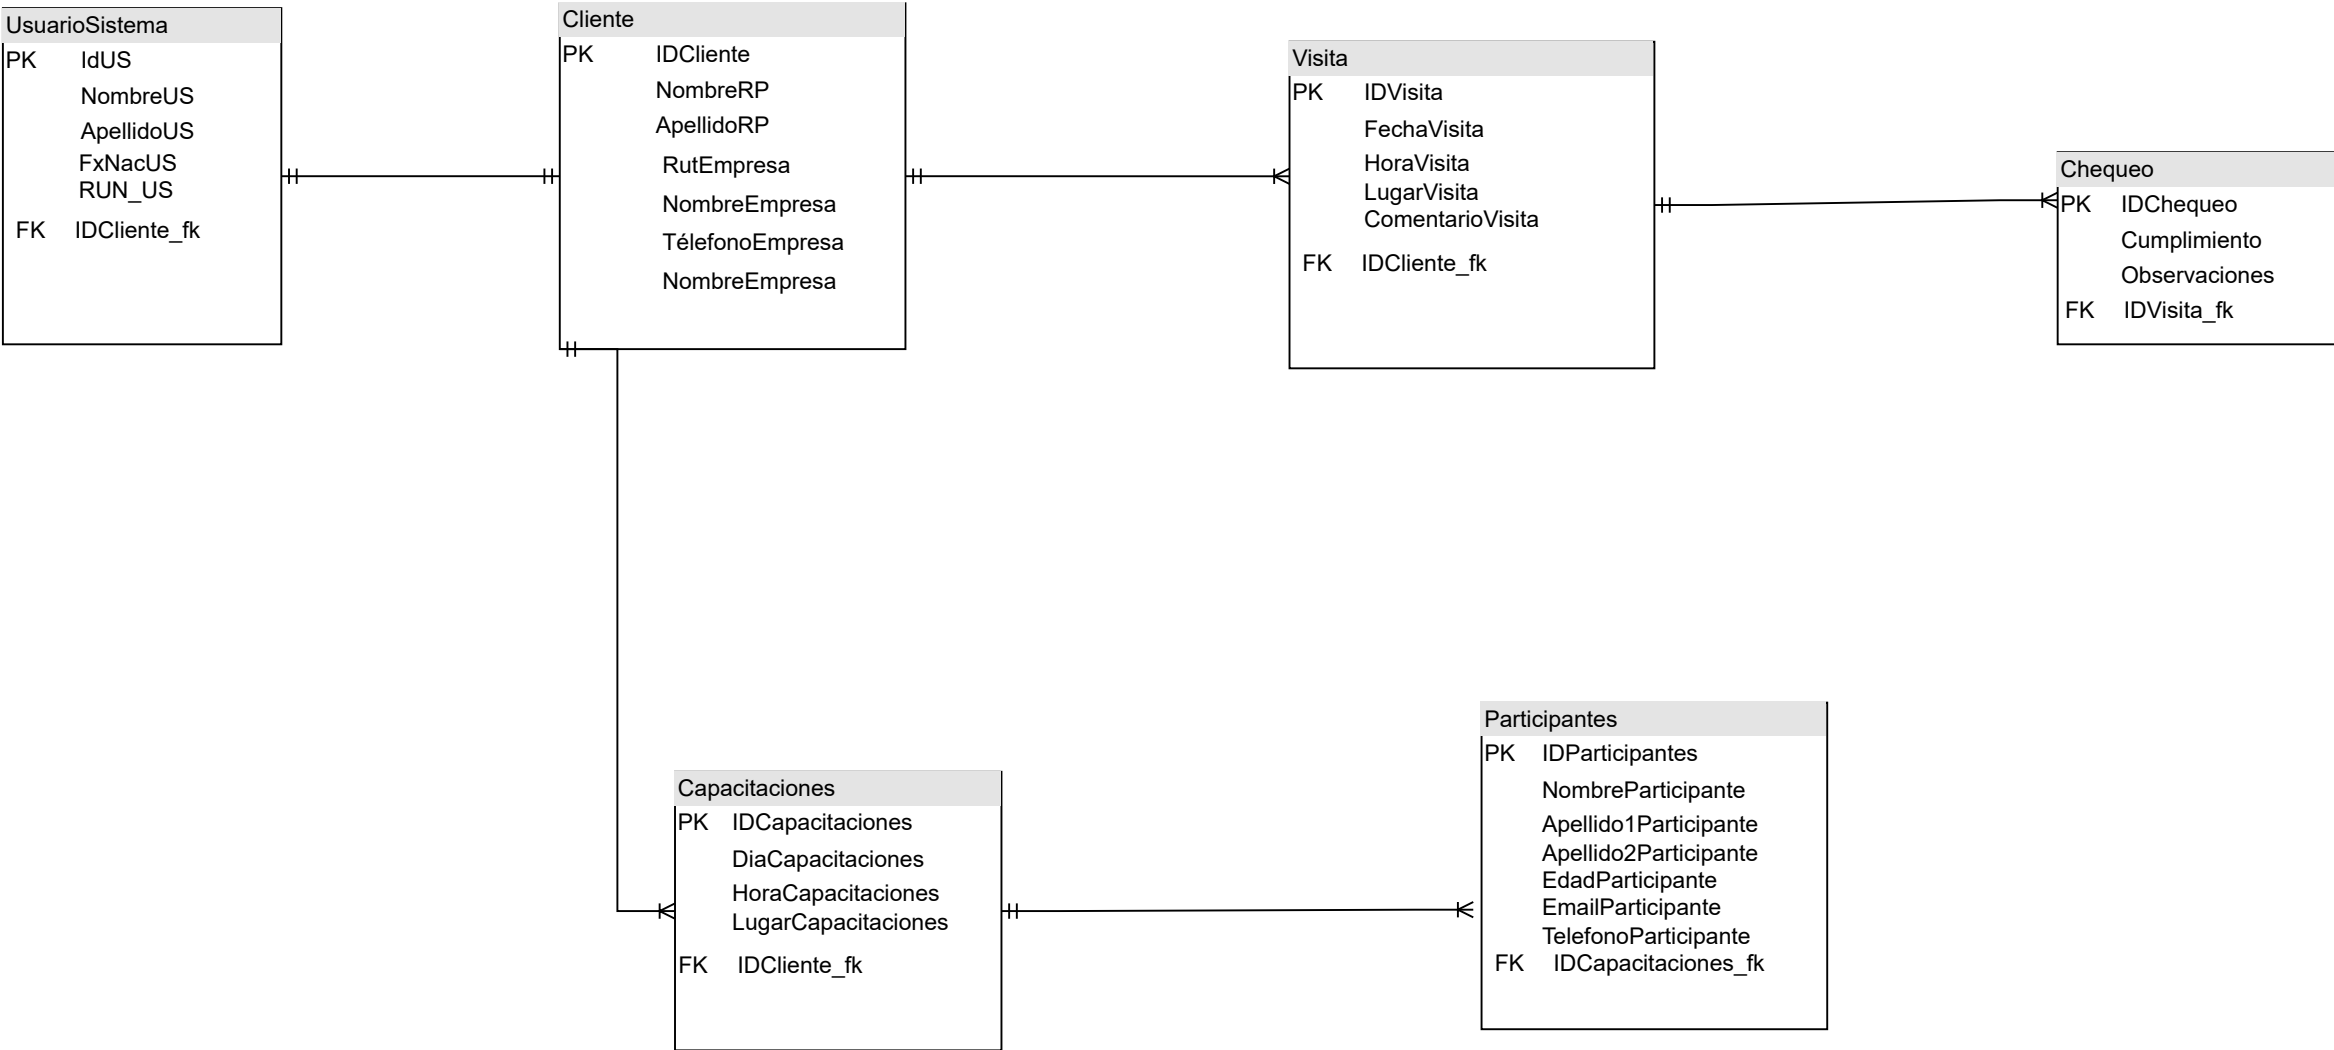 UsuarioSistema
PK IdUS
NombreUS
ApellidoUS
FxNacUS
RUN_US
FK IDCliente_fk
Cliente
PK IDCliente
NombreRP
ApellidoRP
RutEmpresa
NombreEmpresa
TélefonoEmpresa
NombreEmpresa
Visita
PK IDVisita
FechaVisita
HoraVisita
LugarVisita
ComentarioVisita
FK IDCliente_fk
Chequeo
PK IDChequeo
Cumplimiento
Observaciones
FK IDVisita_fk
Capacitaciones
PK IDCapacitaciones
DiaCapacitaciones
HoraCapacitaciones
LugarCapacitaciones
FK IDCliente_fk
Participantes
PK IDParticipantes
NombreParticipante
Apellido1Participante
Apellido2Participante
EdadParticipante
EmailParticipante
TelefonoParticipante
FK IDCapacitaciones_fk